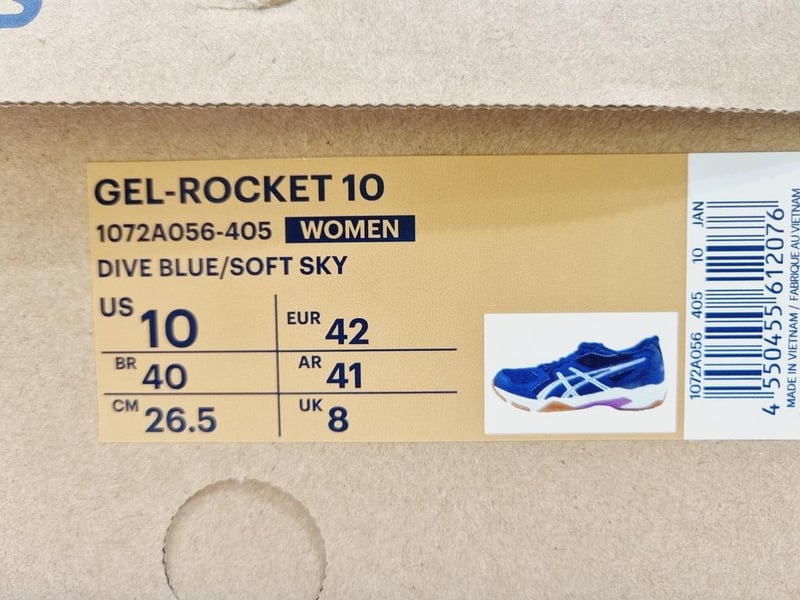 GEL-ROCKET 10
1072A056-405 WOMEN
DIVE BLUE/SOFT SKY
US 10
EUR 42
BR 40
AR 41
CM 26.5
UK 8
1072A056 405 10 JAN
4 550455 612076
MADE IN VIETNAM / FABRIQUE AU VIETNAM